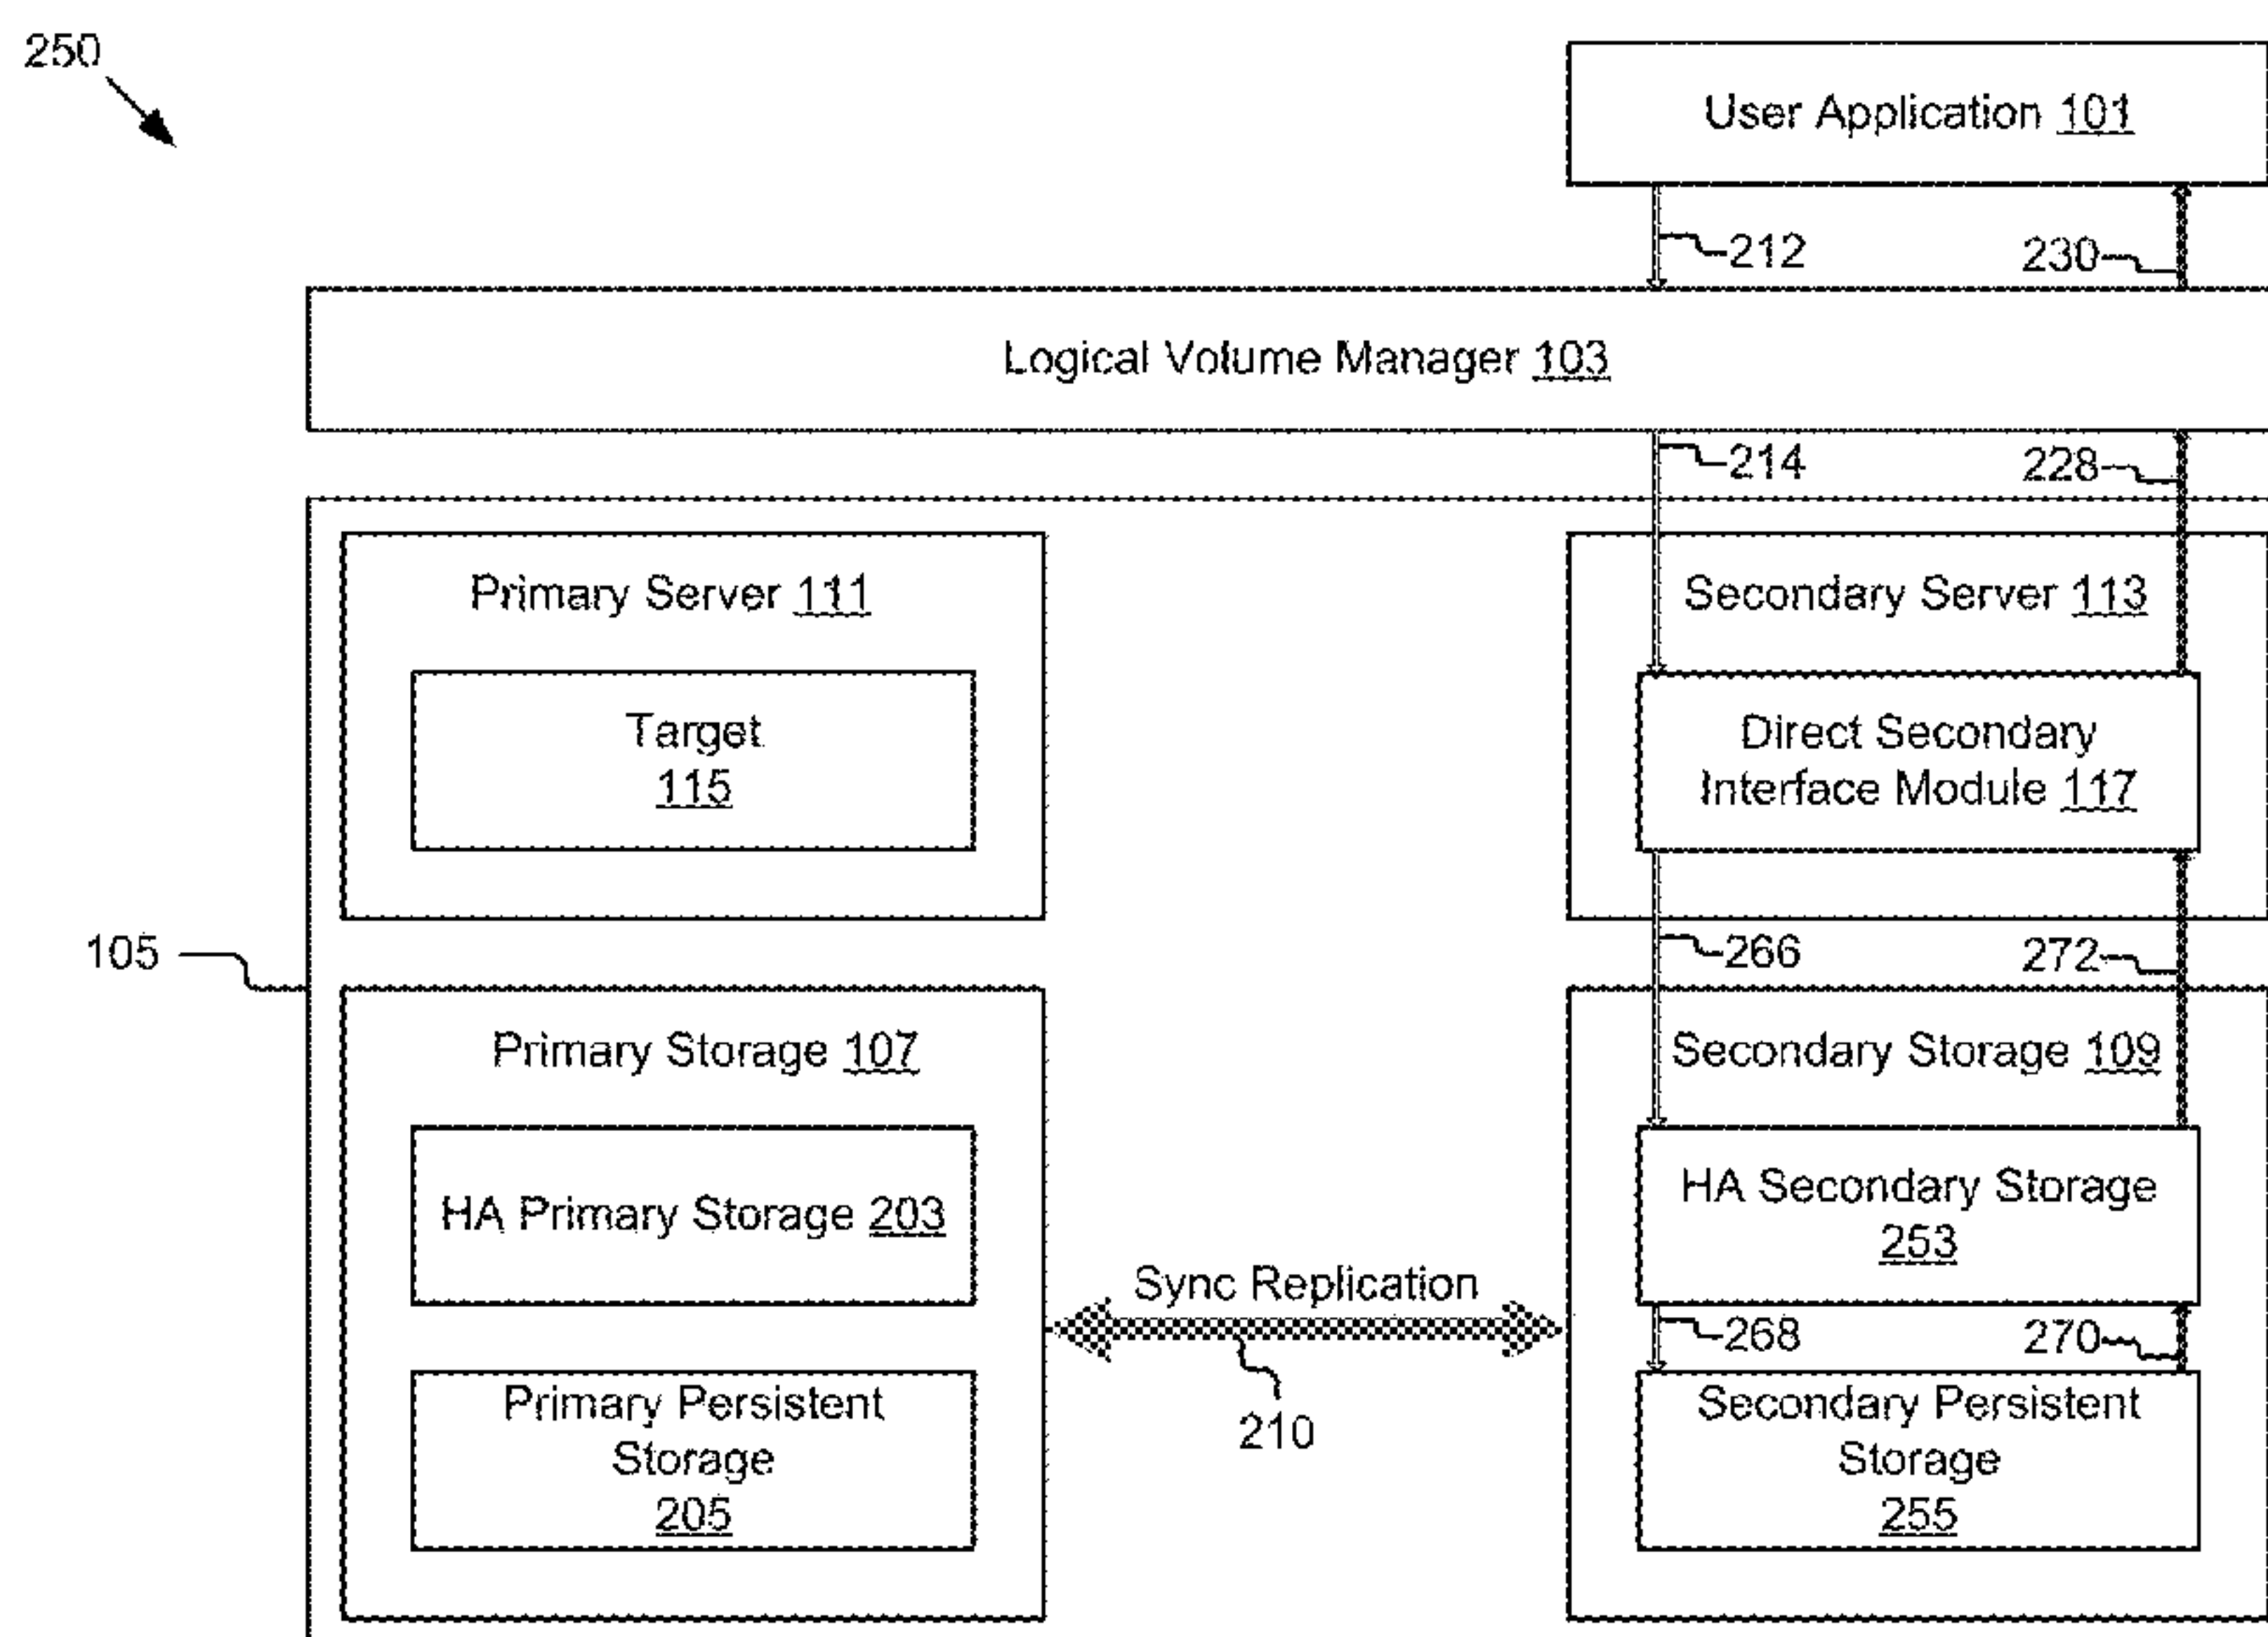 250
User Application 101
212
230
Logical Volume Manager 103
214
228
Primary Server 111
Secondary Server 113
Target
115
Direct Secondary
Interface Module 117
105
266
272
Primary Storage 107
Secondary Storage 109
HA Primary Storage 203
HA Secondary Storage
253
Sync Replication
210
268
270
Primary Persistent
Storage
205
Secondary Persistent
Storage
255